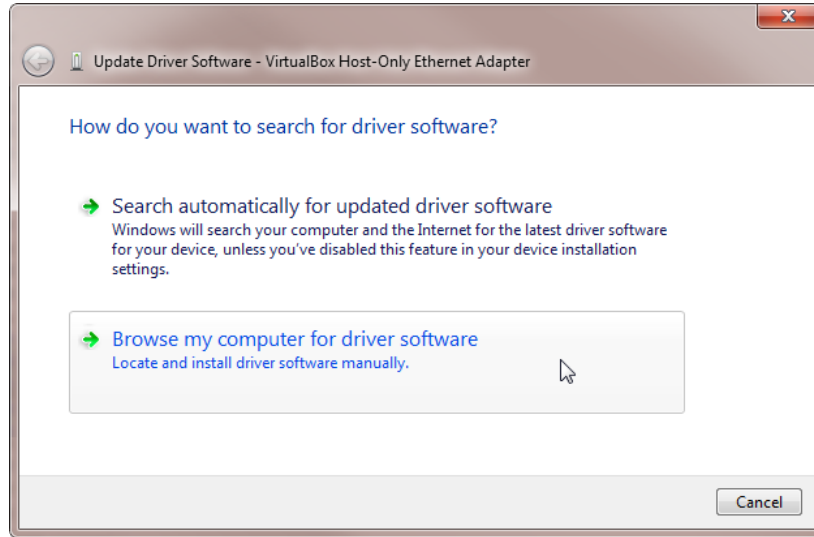 Update Driver Software - VirtualBox Host-Only Ethernet Adapter
How do you want to search for driver software?
Search automatically for updated driver software
Windows will search your computer and the Internet for the latest driver software
for your device, unless you've disabled this feature in your device installation
settings.
Browse my computer for driver software
Locate and install driver software manually.
Cancel